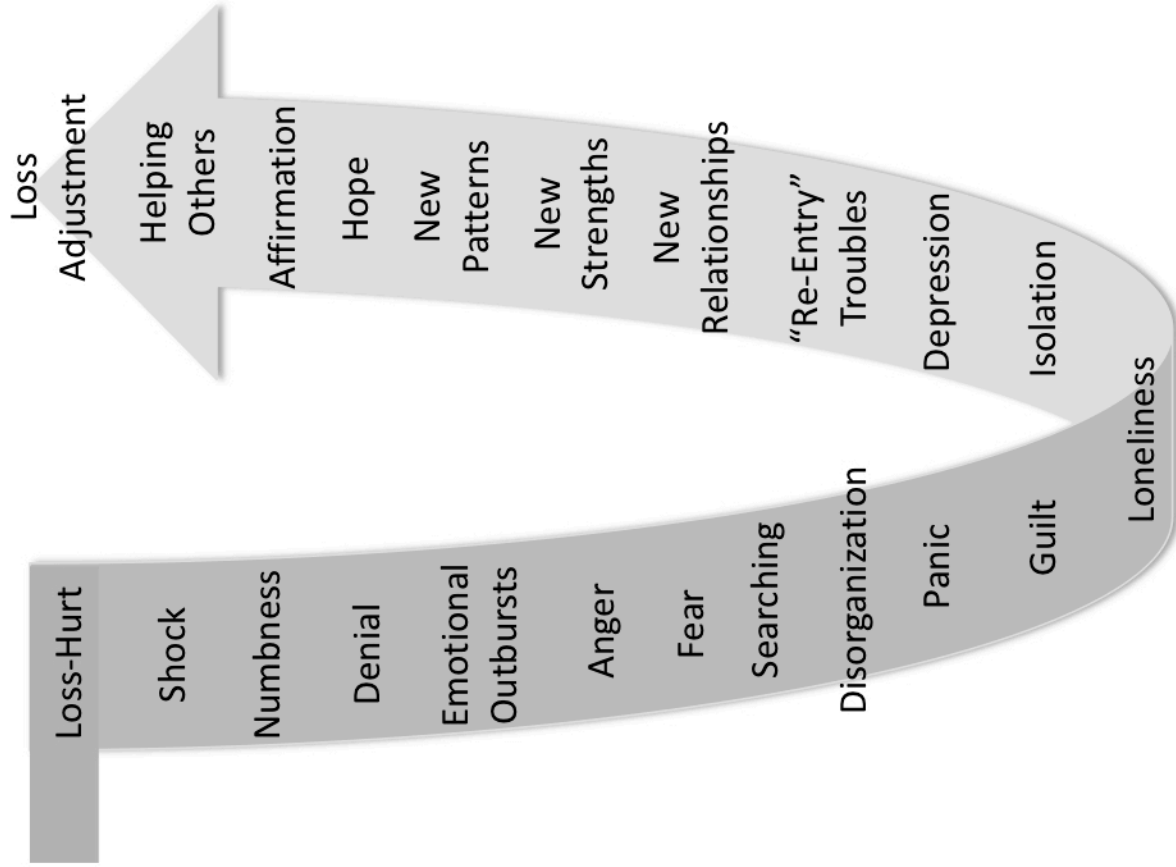 Loss-Hurt
Shock
Numbness
Denial
Emotional
Outbursts
Anger
Fear
Searching
Disorganization
Panic
Guilt
Loneliness
Isolation
Depression
“Re-Entry”
Troubles
New
Relationships
New
Strengths
New
Patterns
Hope
Affirmation
Helping
Others
Loss
Adjustment